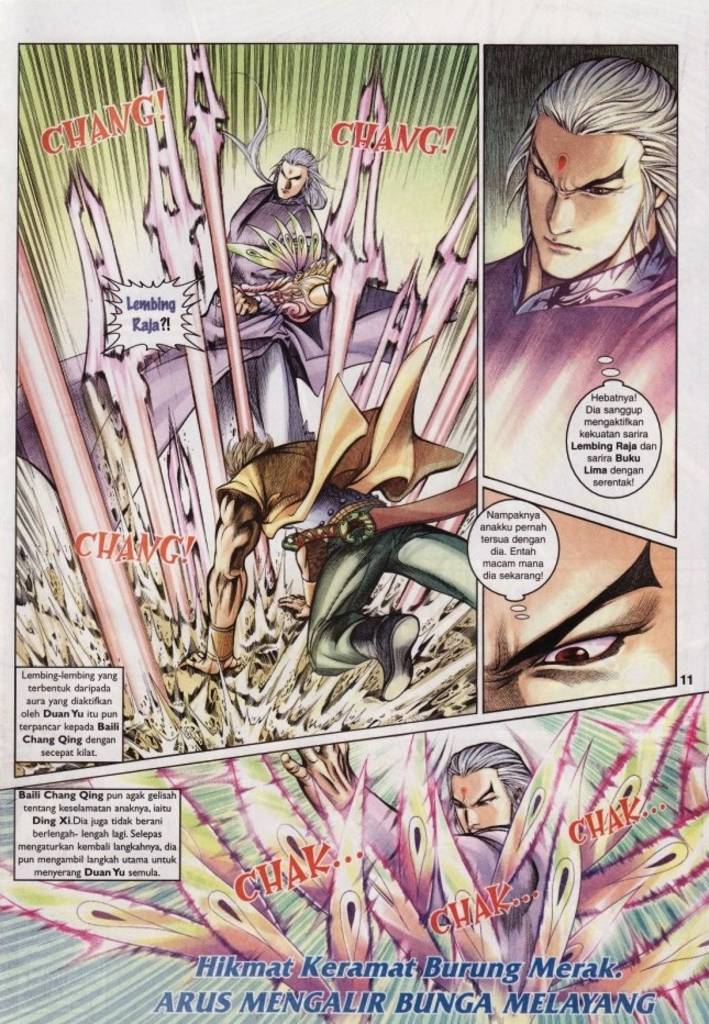 CHANG!
CHANG!
Lembing
Raja?!
CHANG!
Lembing-lembing yang
terbentuk daripada
aura yang diaktifkan
oleh Duan Yu itu pun
terpancar kepada Baili
Chang Qing dengan
secepat kilat.
Hebatnya!
Dia sanggup
mengaktifkan
kekuatan sarira
Lembing Raja dan
sarira Buku
Lima dengan
serentak!
Nampaknya
anakku pernah
tersua dengan
dia. Entah
macam mana
dia sekarang!
11
Baili Chang Qing pun agak gelisah
tentang keselamatan anaknya, iaitu
Ding Xi.Dia juga tidak berani
berlengah- lengah lagi. Selepas
mengaturkan kembali langkahnya, dia
pun mengambil langkah utama untuk
menyerang Duan Yu semula.
CHAK...
CHAK...
CHAK...
Hikmat Keramat Burung Merak.
ARUS MENGALIR BUNGA MELAYANG